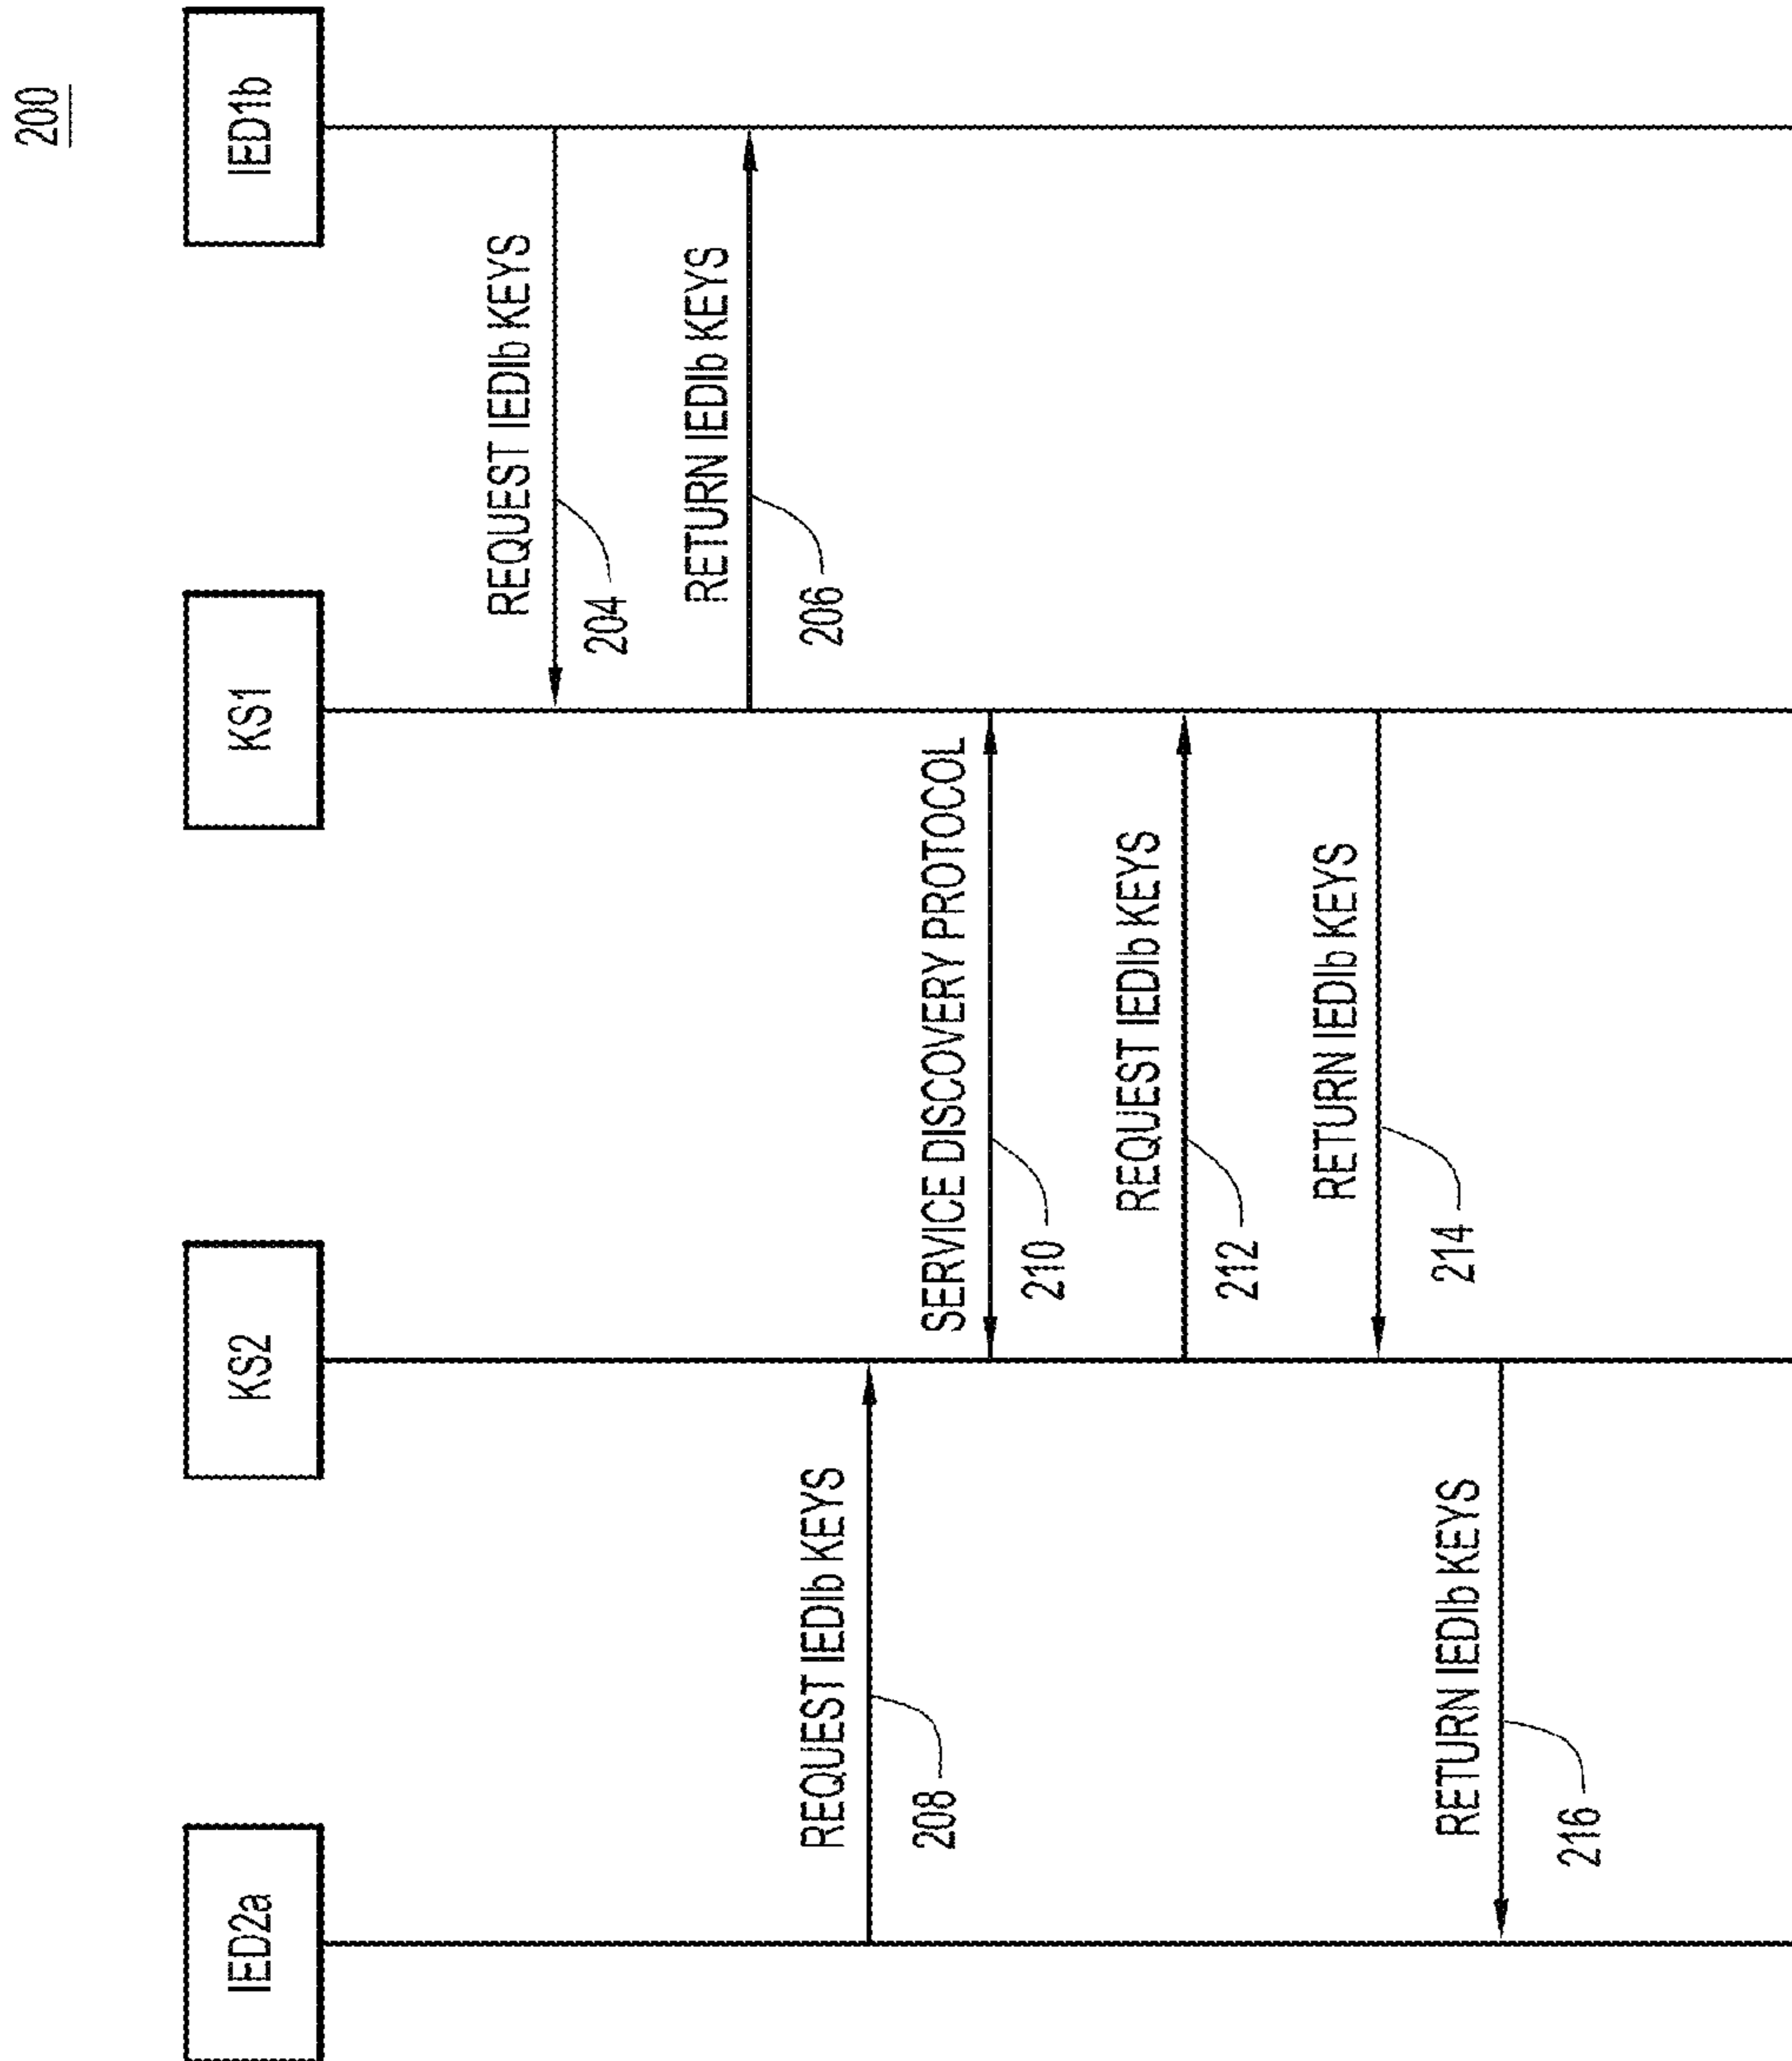 200
IED2a
KS2
KS1
IED1b
REQUEST IEDIb KEYS
204
RETURN IEDIb KEYS
206
REQUEST IEDIb KEYS
208
SERVICE DISCOVERY PROTOCOL
210
REQUEST IEDIb KEYS
212
RETURN IEDIb KEYS
214
RETURN IEDIb KEYS
216